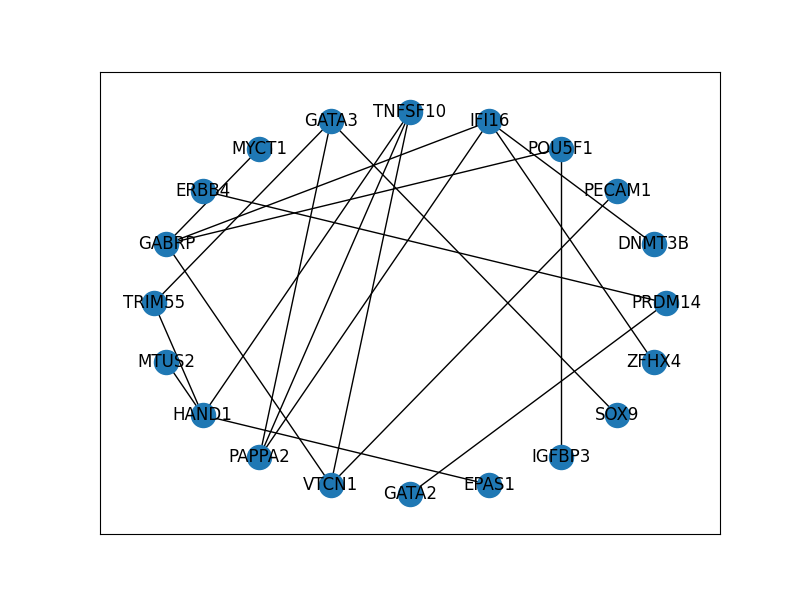 TNFSF10
GATA3
IFI16
MYCT1
POU5F1
ERBB4
PECAM1
GABRP
DNMT3B
TRIM55
PRDM14
MTUS2
ZFHX4
HAND1
SOX9
PAPPA2
IGFBP3
VTCN1
EPAS1
GATA2